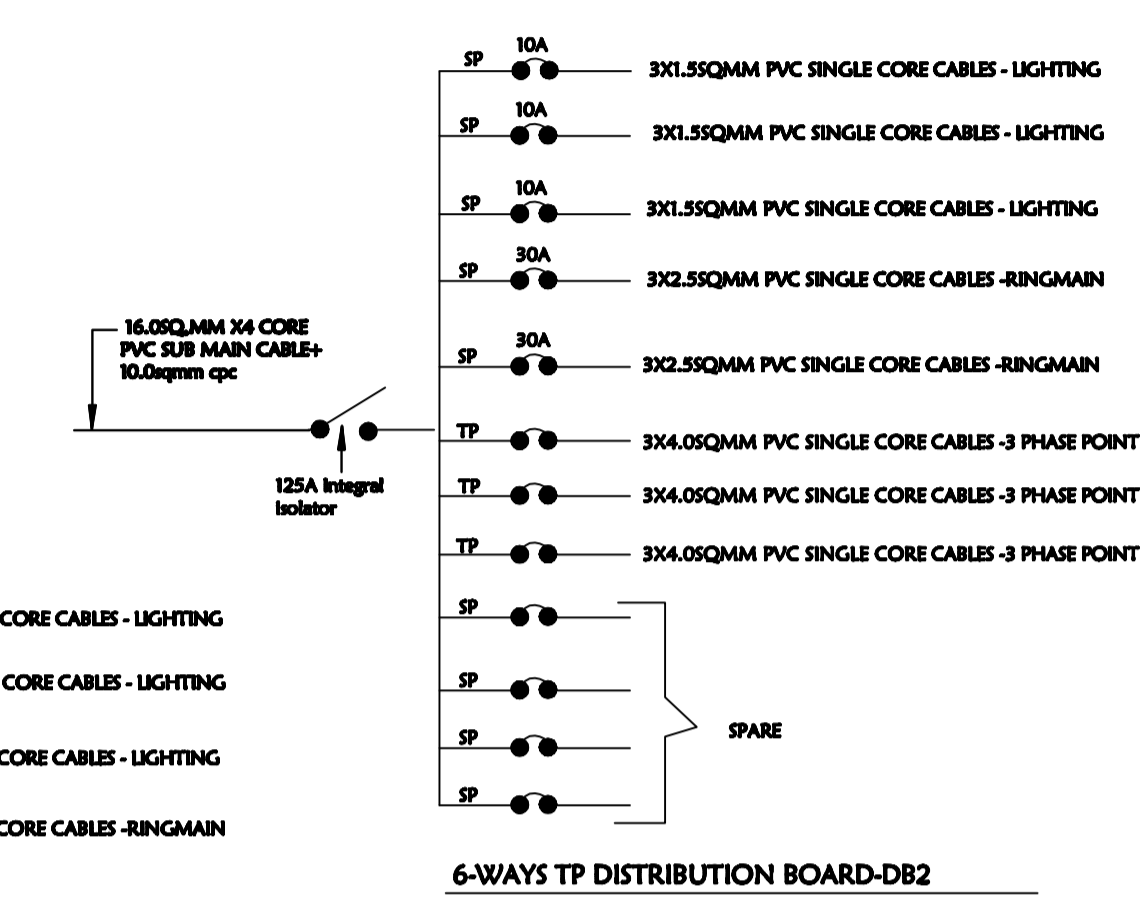 SP 10A 3X1.5SQMM PVC SINGLE CORE CABLES - LIGHTING
SP 10A 3X1.5SQMM PVC SINGLE CORE CABLES - LIGHTING
SP 10A 3X1.5SQMM PVC SINGLE CORE CABLES - LIGHTING
SP 30A 3X2.5SQMM PVC SINGLE CORE CABLES -RINGMAIN
16.0SQ,MM X4 CORE
PVC SUB MAIN CABLE+
10.0sqmm cpc
SP 30A 3X2.5SQMM PVC SINGLE CORE CABLES -RINGMAIN
125A Integral
Isolator
TP 3X4.0SQMM PVC SINGLE CORE CABLES -3 PHASE POINT
TP 3X4.0SQMM PVC SINGLE CORE CABLES -3 PHASE POINT
TP 3X4.0SQMM PVC SINGLE CORE CABLES -3 PHASE POINT
SP
SP
SP
SP
SPARE
CORE CABLES - LIGHTING
CORE CABLES - LIGHTING
CORE CABLES - LIGHTING
CORE CABLES -RINGMAIN
6-WAYS TP DISTRIBUTION BOARD-DB2